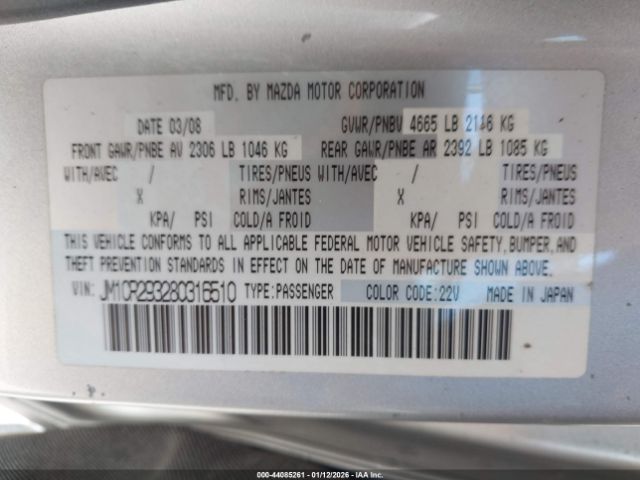 MFD. BY MAZDA MOTOR CORPORATION
DATE 03/08 GVWR/PNBV 4665 LB 2116 KG
FRONT GAWR/PNBE AV 2306 LB 1046 KG REAR GAWR/PNBE AR 2392 LB 1085 KG
WITH/AVEC / TIRES/PNEUS WITH/AVEC / TIRES/PNEUS
X RIMS/JANTES X RIMS/JANTES
KPA/ PSI COLD/A FROID KPA/ PSI COLD/A FROID
THIS VEHICLE CONFORMS TO ALL APPLICABLE FEDERAL MOTOR VEHICLE SAFETY, BUMPER, AND
THEFT PREVENTION STANDARDS IN EFFECT ON THE DATE OF MANUFACTURE SHOWN ABOVE.
VIN: JM1CR293280316510 TYPE:PASSENGER COLOR CODE:22V MADE IN JAPAN
000-44085261 - 01/12/2026 - IAA Inc.